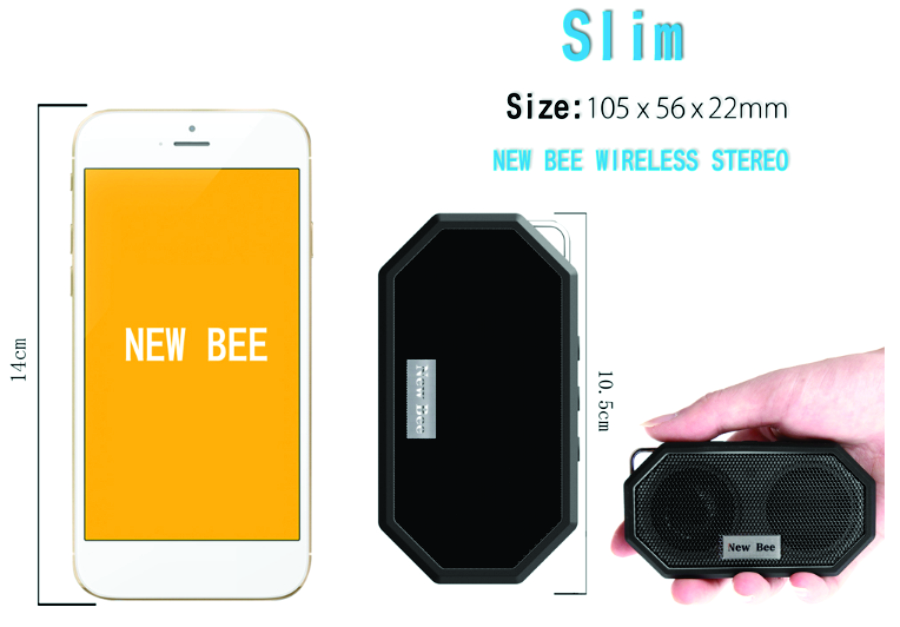 Slim
Size: 105 x 56 x 22mm
NEW BEE WIRELESS STEREO
14cm
NEW BEE
New Bee
10.5cm
New Bee